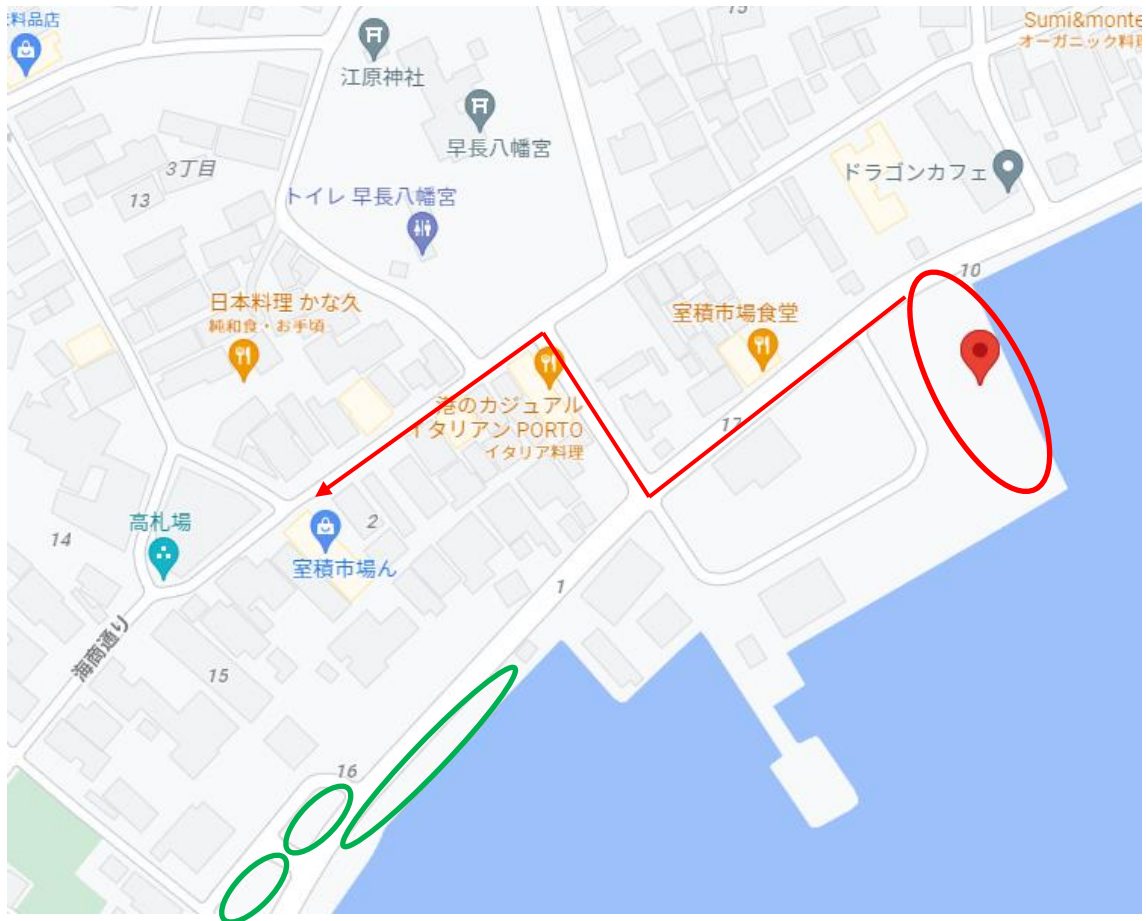 料品店
15
Sumi&monte
オーガニック料理
江原神社
早長八幡宮
3丁目
13
トイレ 早長八幡宮
ドラゴンカフェ
10
日本料理 かな久
純和食・お手頃
室積市場食堂
港のカジュアル
イタリアン PORTO
イタリア料理
17
高札場
14
2
室積市場ん
1
海商通り
15
16